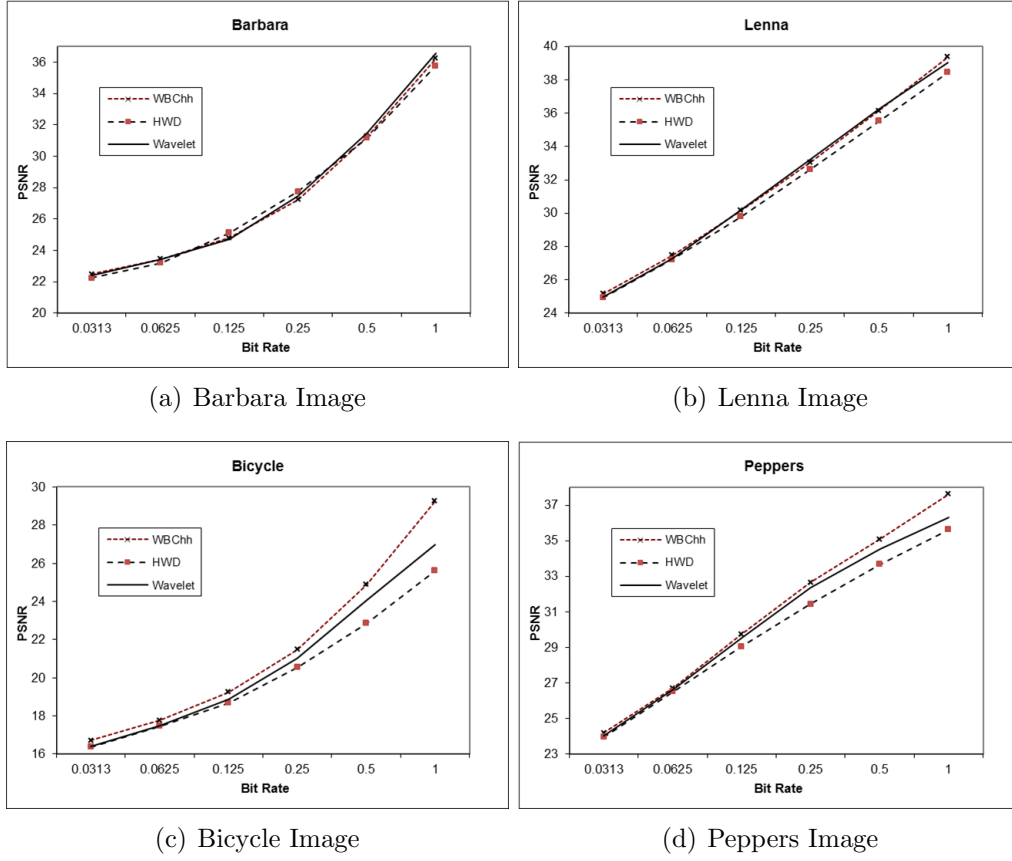 Barbara
36
34
32
30
28
26
24
22
20
PSNR
WBChh
HWD
Wavelet
0.0313 0.0625 0.125 0.25 0.5 1
Bit Rate
(a) Barbara Image
Lenna
40
38
36
34
32
30
28
26
24
PSNR
WBChh
HWD
Wavelet
0.0313 0.0625 0.125 0.25 0.5 1
Bit Rate
(b) Lenna Image
Bicycle
30
28
26
24
22
20
18
16
PSNR
WBChh
HWD
Wavelet
0.0313 0.0625 0.125 0.25 0.5 1
Bit Rate
(c) Bicycle Image
Peppers
37
35
33
31
29
27
25
23
PSNR
WBChh
HWD
Wavelet
0.0313 0.0625 0.125 0.25 0.5 1
Bit Rate
(d) Peppers Image